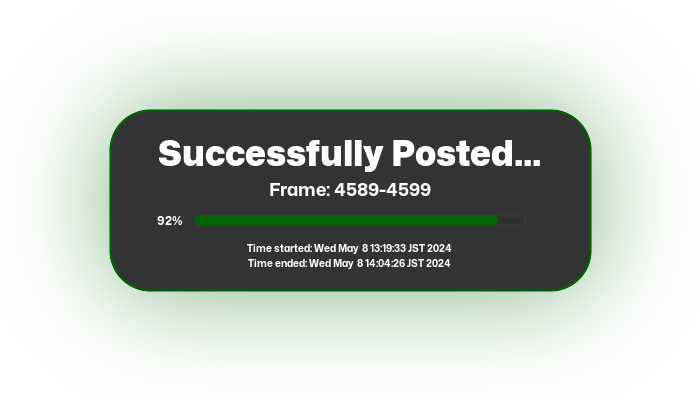 Successfully Posted...
Frame: 4589-4599
92%
Time started: Wed May 8 13:19:33 JST 2024
Time ended: Wed May 8 14:04:26 JST 2024